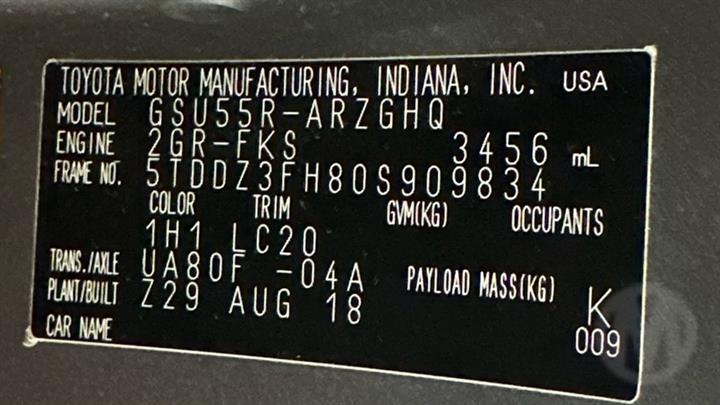 TOYOTA MOTOR MANUFACTURING, INDIANA, INC. USA
MODEL GSU55R-ARZGHQ
ENGINE 2GR-FKS 3456 mL
FRAME NO. 5TDDZ3FH80S909834
COLOR TRIM GVM(KG) OCCUPANTS
1H1 LC20
TRANS./AXLE UA80F -04A PAYLOAD MASS(KG)
PLANT/BUILT Z29 AUG 18 K
CAR NAME 009